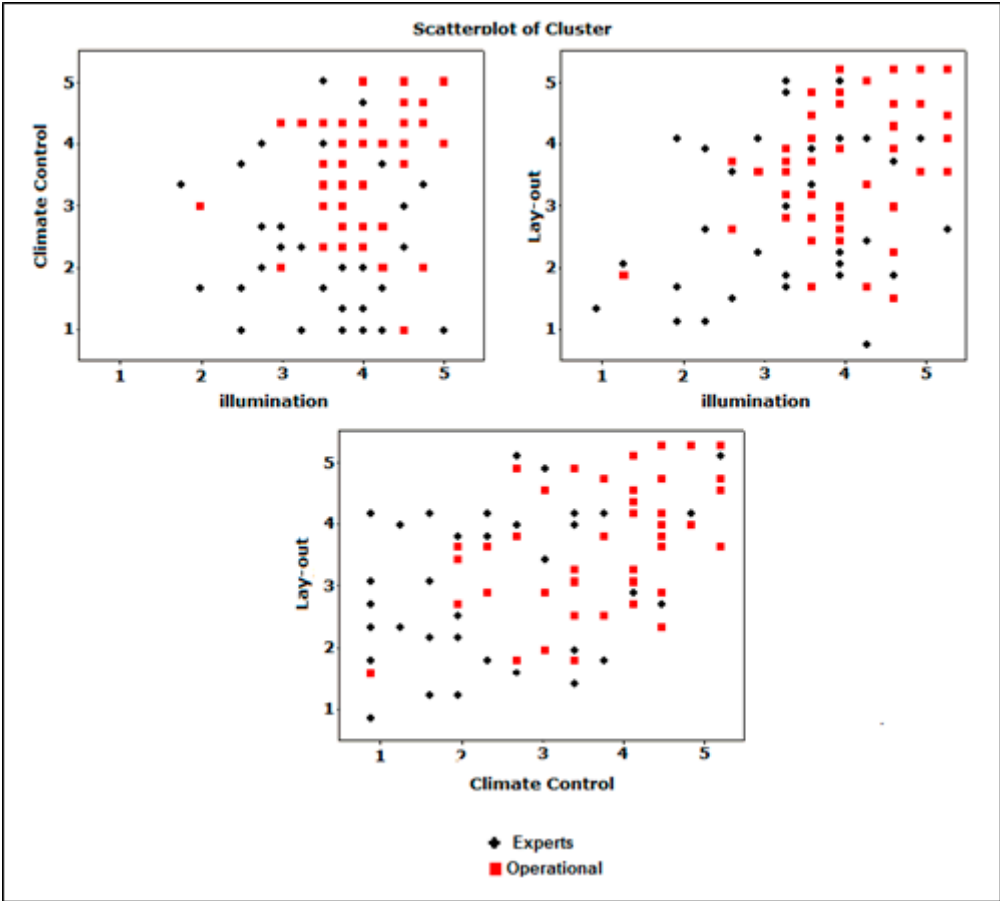 Scatterplot of Cluster
5
4
3
2
1
Climate Control
1 2 3 4 5
illumination
5
4
3
2
1
Lay-out
1 2 3 4 5
illumination
5
4
3
2
1
Lay-out
1 2 3 4 5
Climate Control
Experts
Operational